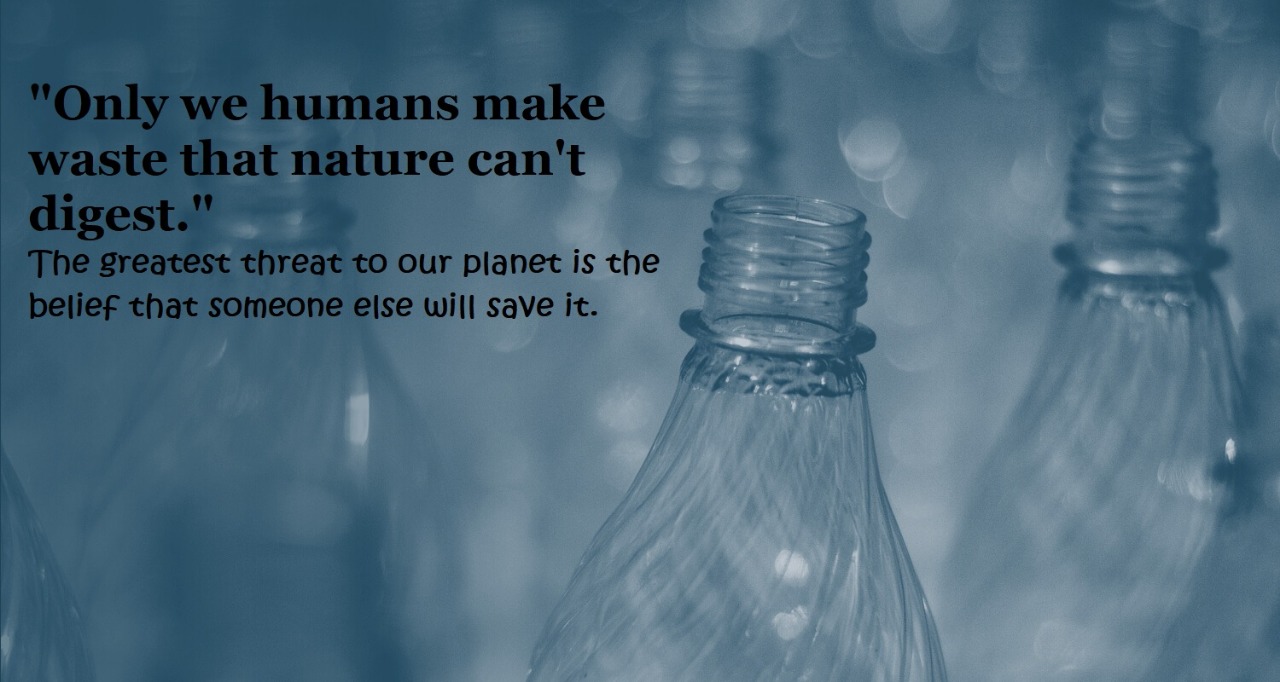 "Only we humans make
waste that nature can't
digest."
The greatest threat to our planet is the
belief that someone else will save it.